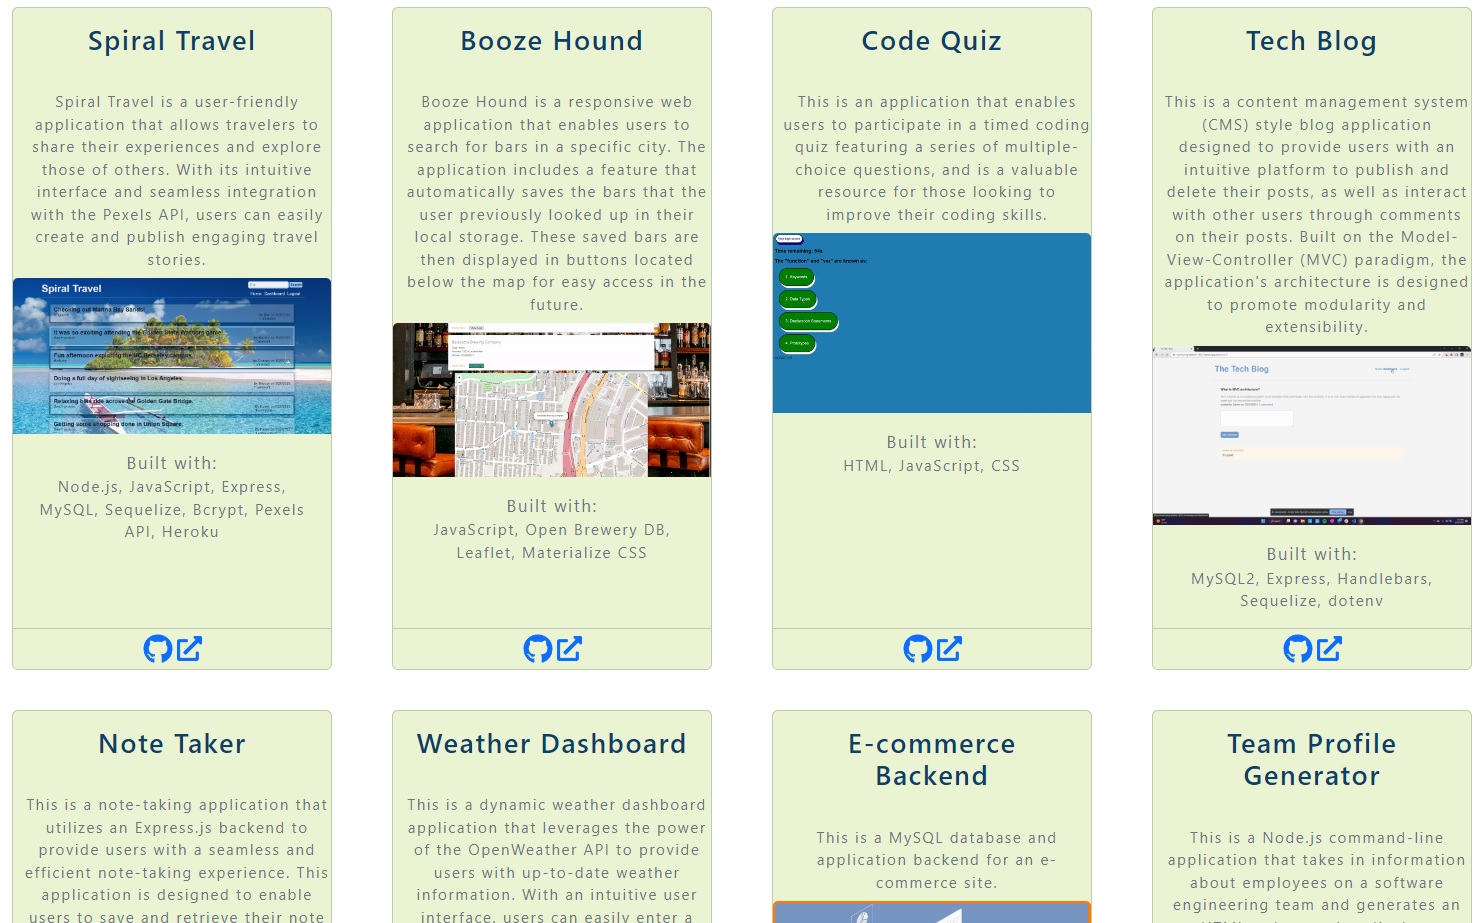 Spiral Travel
Spiral Travel is a user-friendly
application that allows travelers to
share their experiences and explore
those of others. With its intuitive
interface and seamless integration
with the Pexels API, users can easily
create and publish engaging travel
stories.
Spiral Travel
Home Dashboard Logout
Checking out Marina Bay Sands!
It was so exciting attending the Golden State Warriors game!
Fun afternoon exploring the UC Berkeley campus.
Doing a full day of sightseeing in Los Angeles.
Relaxing bike ride across the Golden Gate Bridge.
Getting some shopping done in Union Square.
Built with:
Node.js, JavaScript, Express,
MySQL, Sequelize, Bcrypt, Pexels
API, Heroku
Booze Hound
Booze Hound is a responsive web
application that enables users to
search for bars in a specific city. The
application includes a feature that
automatically saves the bars that the
user previously looked up in their
local storage. These saved bars are
then displayed in buttons located
below the map for easy access in the
future.
Built with:
JavaScript, Open Brewery DB,
Leaflet, Materialize CSS
Code Quiz
This is an application that enables
users to participate in a timed coding
quiz featuring a series of multiple-
choice questions, and is a valuable
resource for those looking to
improve their coding skills.
Time remaining: 54s
The "function" and "var" are known as:
1. Keywords
2. Data Types
3. Declaration Statements
4. Prototypes
Built with:
HTML, JavaScript, CSS
Tech Blog
This is a content management system
(CMS) style blog application
designed to provide users with an
intuitive platform to publish and
delete their posts, as well as interact
with other users through comments
on their posts. Built on the Model-
View-Controller (MVC) paradigm, the
application's architecture is designed
to promote modularity and
extensibility.
The Tech Blog
What is MVC architecture?
Built with:
MySQL2, Express, Handlebars,
Sequelize, dotenv
Note Taker
This is a note-taking application that
utilizes an Express.js backend to
provide users with a seamless and
efficient note-taking experience. This
application is designed to enable
users to save and retrieve their note
Weather Dashboard
This is a dynamic weather dashboard
application that leverages the power
of the OpenWeather API to provide
users with up-to-date weather
information. With an intuitive user
interface, users can easily enter a
E-commerce
Backend
This is a MySQL database and
application backend for an e-
commerce site.
Team Profile
Generator
This is a Node.js command-line
application that takes in information
about employees on a software
engineering team and generates an